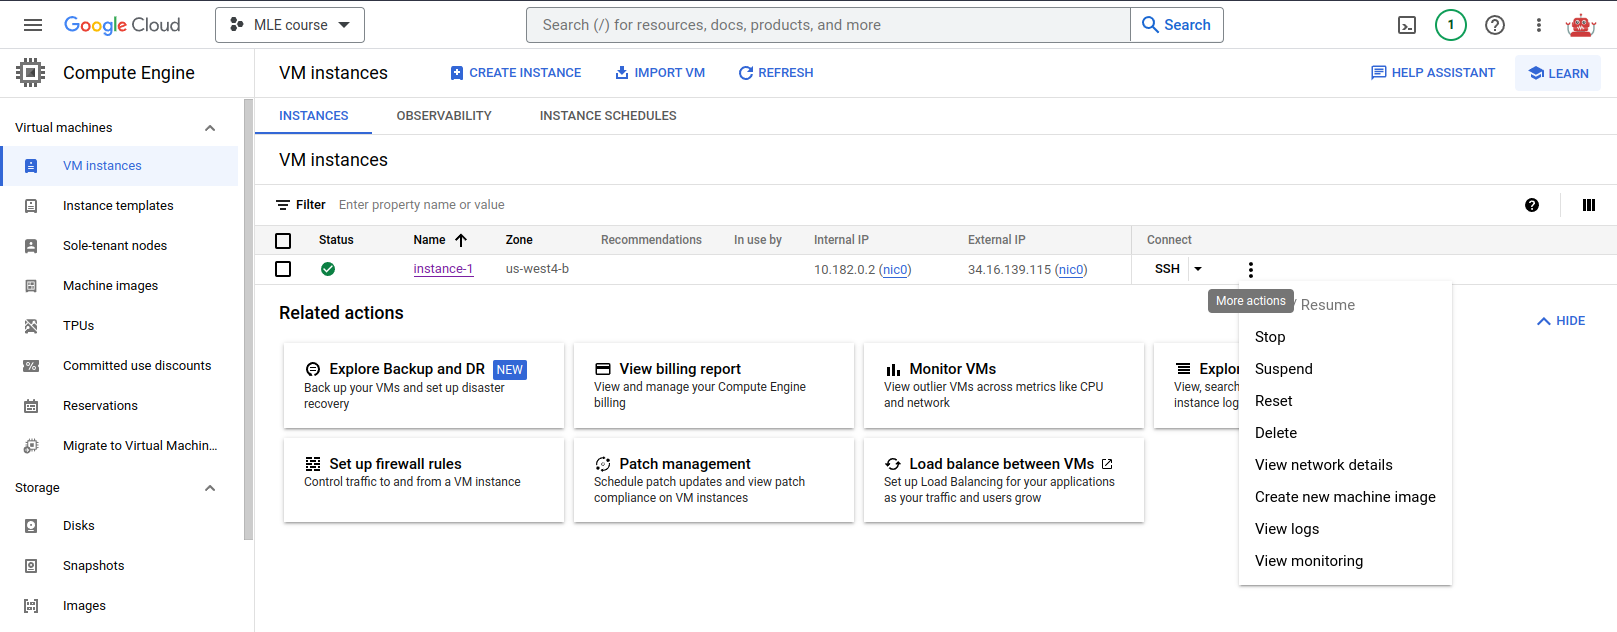 Google Cloud
MLE course
Search (/) for resources, docs, products, and more
Search
1
Compute Engine
VM instances
CREATE INSTANCE
IMPORT VM
REFRESH
HELP ASSISTANT
LEARN
Virtual machines
VM instances
Instance templates
Sole-tenant nodes
Machine images
TPUs
Committed use discounts
Reservations
Migrate to Virtual Machin...
Storage
Disks
Snapshots
Images
INSTANCES
OBSERVABILITY
INSTANCE SCHEDULES
VM instances
Filter
Enter property name or value
Status
Name
Zone
Recommendations
In use by
Internal IP
External IP
Connect
instance-1
us-west4-b
10.182.0.2 (nic0)
34.16.139.115 (nic0)
SSH
Related actions
HIDE
Explore Backup and DR NEW
Back up your VMs and set up disaster
recovery
View billing report
View and manage your Compute Engine
billing
Monitor VMs
View outlier VMs across metrics like CPU
and network
View, search
instance log
Set up firewall rules
Control traffic to and from a VM instance
Patch management
Schedule patch updates and view patch
compliance on VM instances
Load balance between VMs
Set up Load Balancing for your applications
as your traffic and users grow
More actions
/ Resume
Stop
Suspend
Reset
Delete
View network details
Create new machine image
View logs
View monitoring